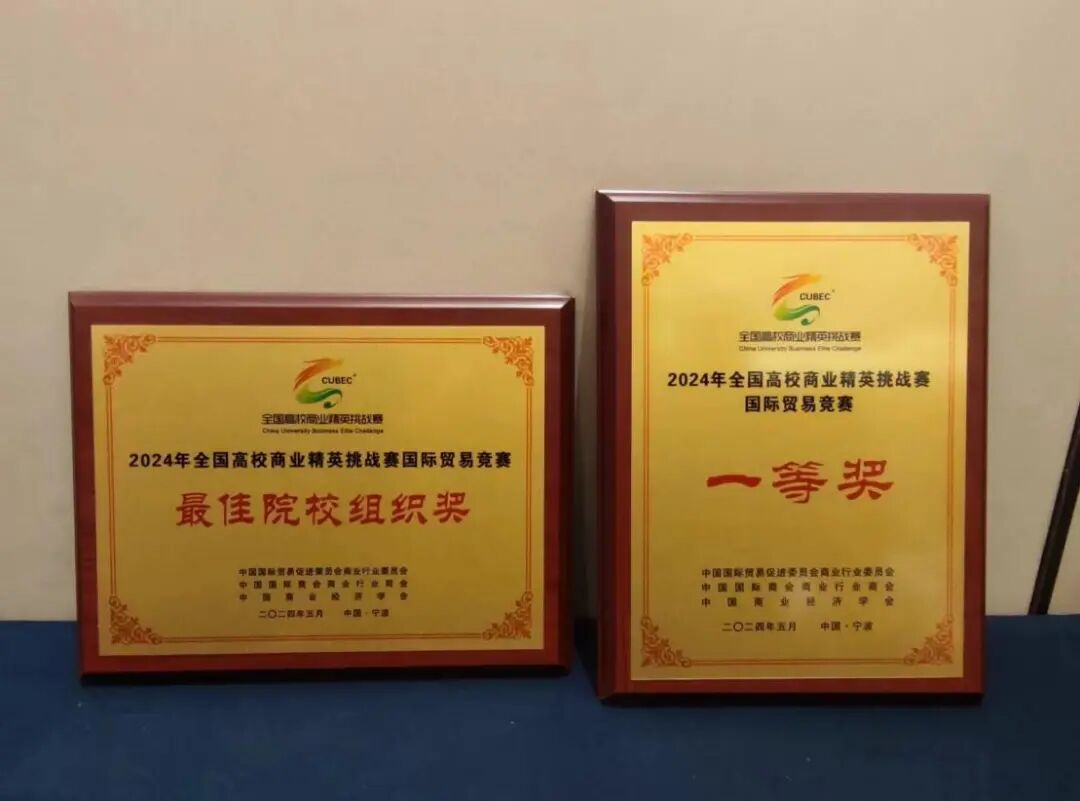 CUBEC
全国高校商业精英挑战赛
China University Business Elite Challenge
2024年全国高校商业精英挑战赛国际贸易竞赛
最佳院校组织奖
中国国际贸易促进委员会商业行业委员会
中国国际商会商业行业商会
中国商业经济学会
二〇二四年五月 中国·宁波
CUBEC
全国高校商业精英挑战赛
China University Business Elite Challenge
2024年全国高校商业精英挑战赛
国际贸易竞赛
一等奖
中国国际贸易促进委员会商业行业委员会
中国国际商会商业行业商会
中国商业经济学会
二〇二四年五月 中国·宁波